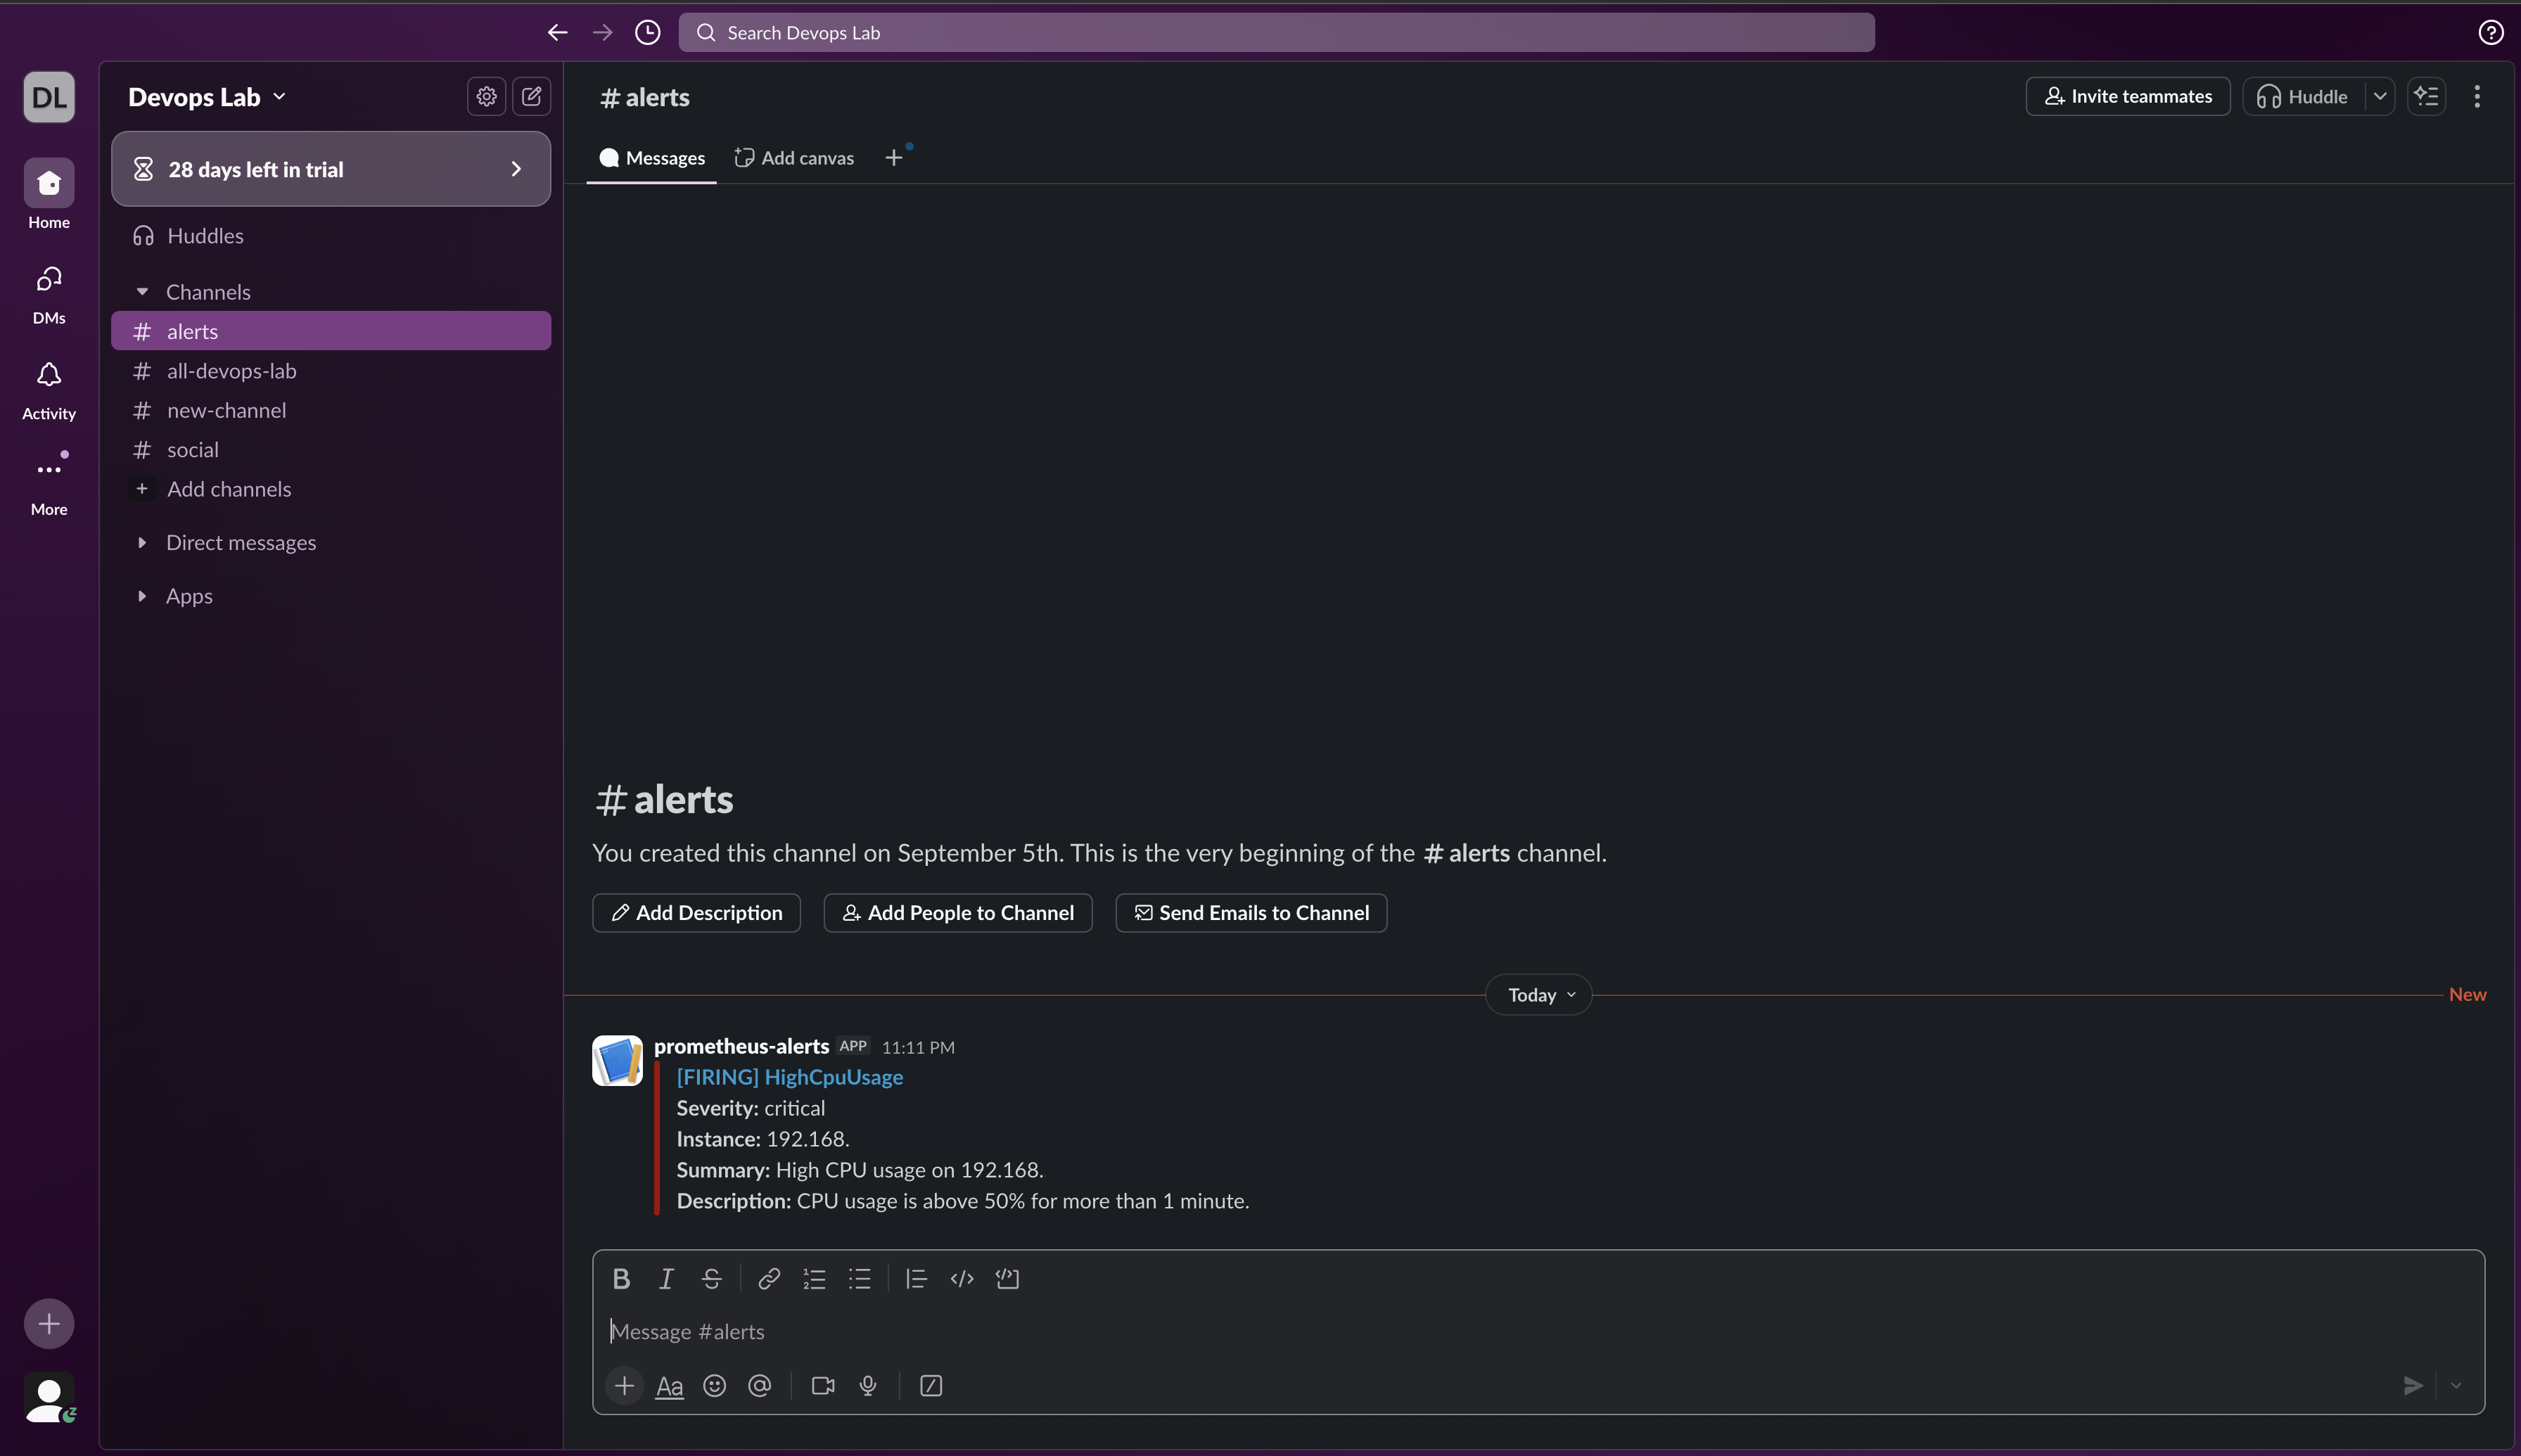 Search Devops Lab
DL
Home
DMs
Activity
More
Devops Lab
28 days left in trial
Huddles
Channels
# alerts
# all-devops-lab
# new-channel
# social
+ Add channels
Direct messages
Apps
# alerts
Invite teammates
Huddle
Messages
Add canvas
# alerts
You created this channel on September 5th. This is the very beginning of the # alerts channel.
Add Description
Add People to Channel
Send Emails to Channel
Today
New
prometheus-alerts APP 11:11 PM
[FIRING] HighCpuUsage
Severity: critical
Instance: 192.168.
Summary: High CPU usage on 192.168.
Description: CPU usage is above 50% for more than 1 minute.
Message #alerts
Aa